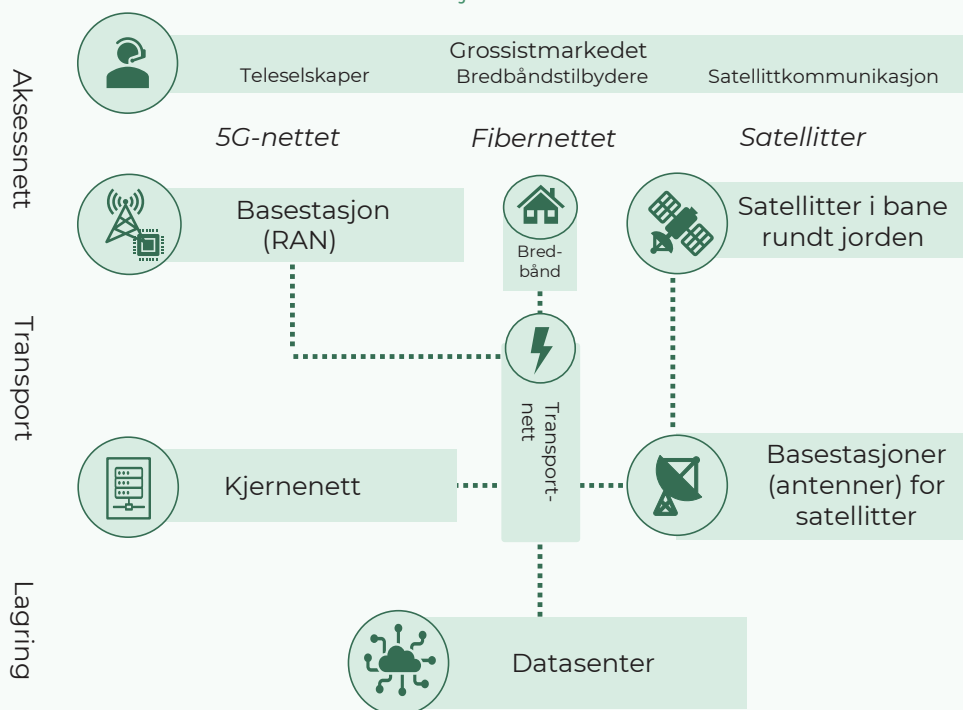 Grossistmarkedet
Teleselskaper
Bredbåndstilbydere
Satellittkommunikasjon
Aksessnett
5G-nettet
Fibernettet
Satellitter
Basestasjon
(RAN)
Bred-
bånd
Satellitter i bane
rundt jorden
Transport
Transport-
nett
Kjernenett
Basestasjoner
(antenner) for
satellitter
Lagring
Datasenter